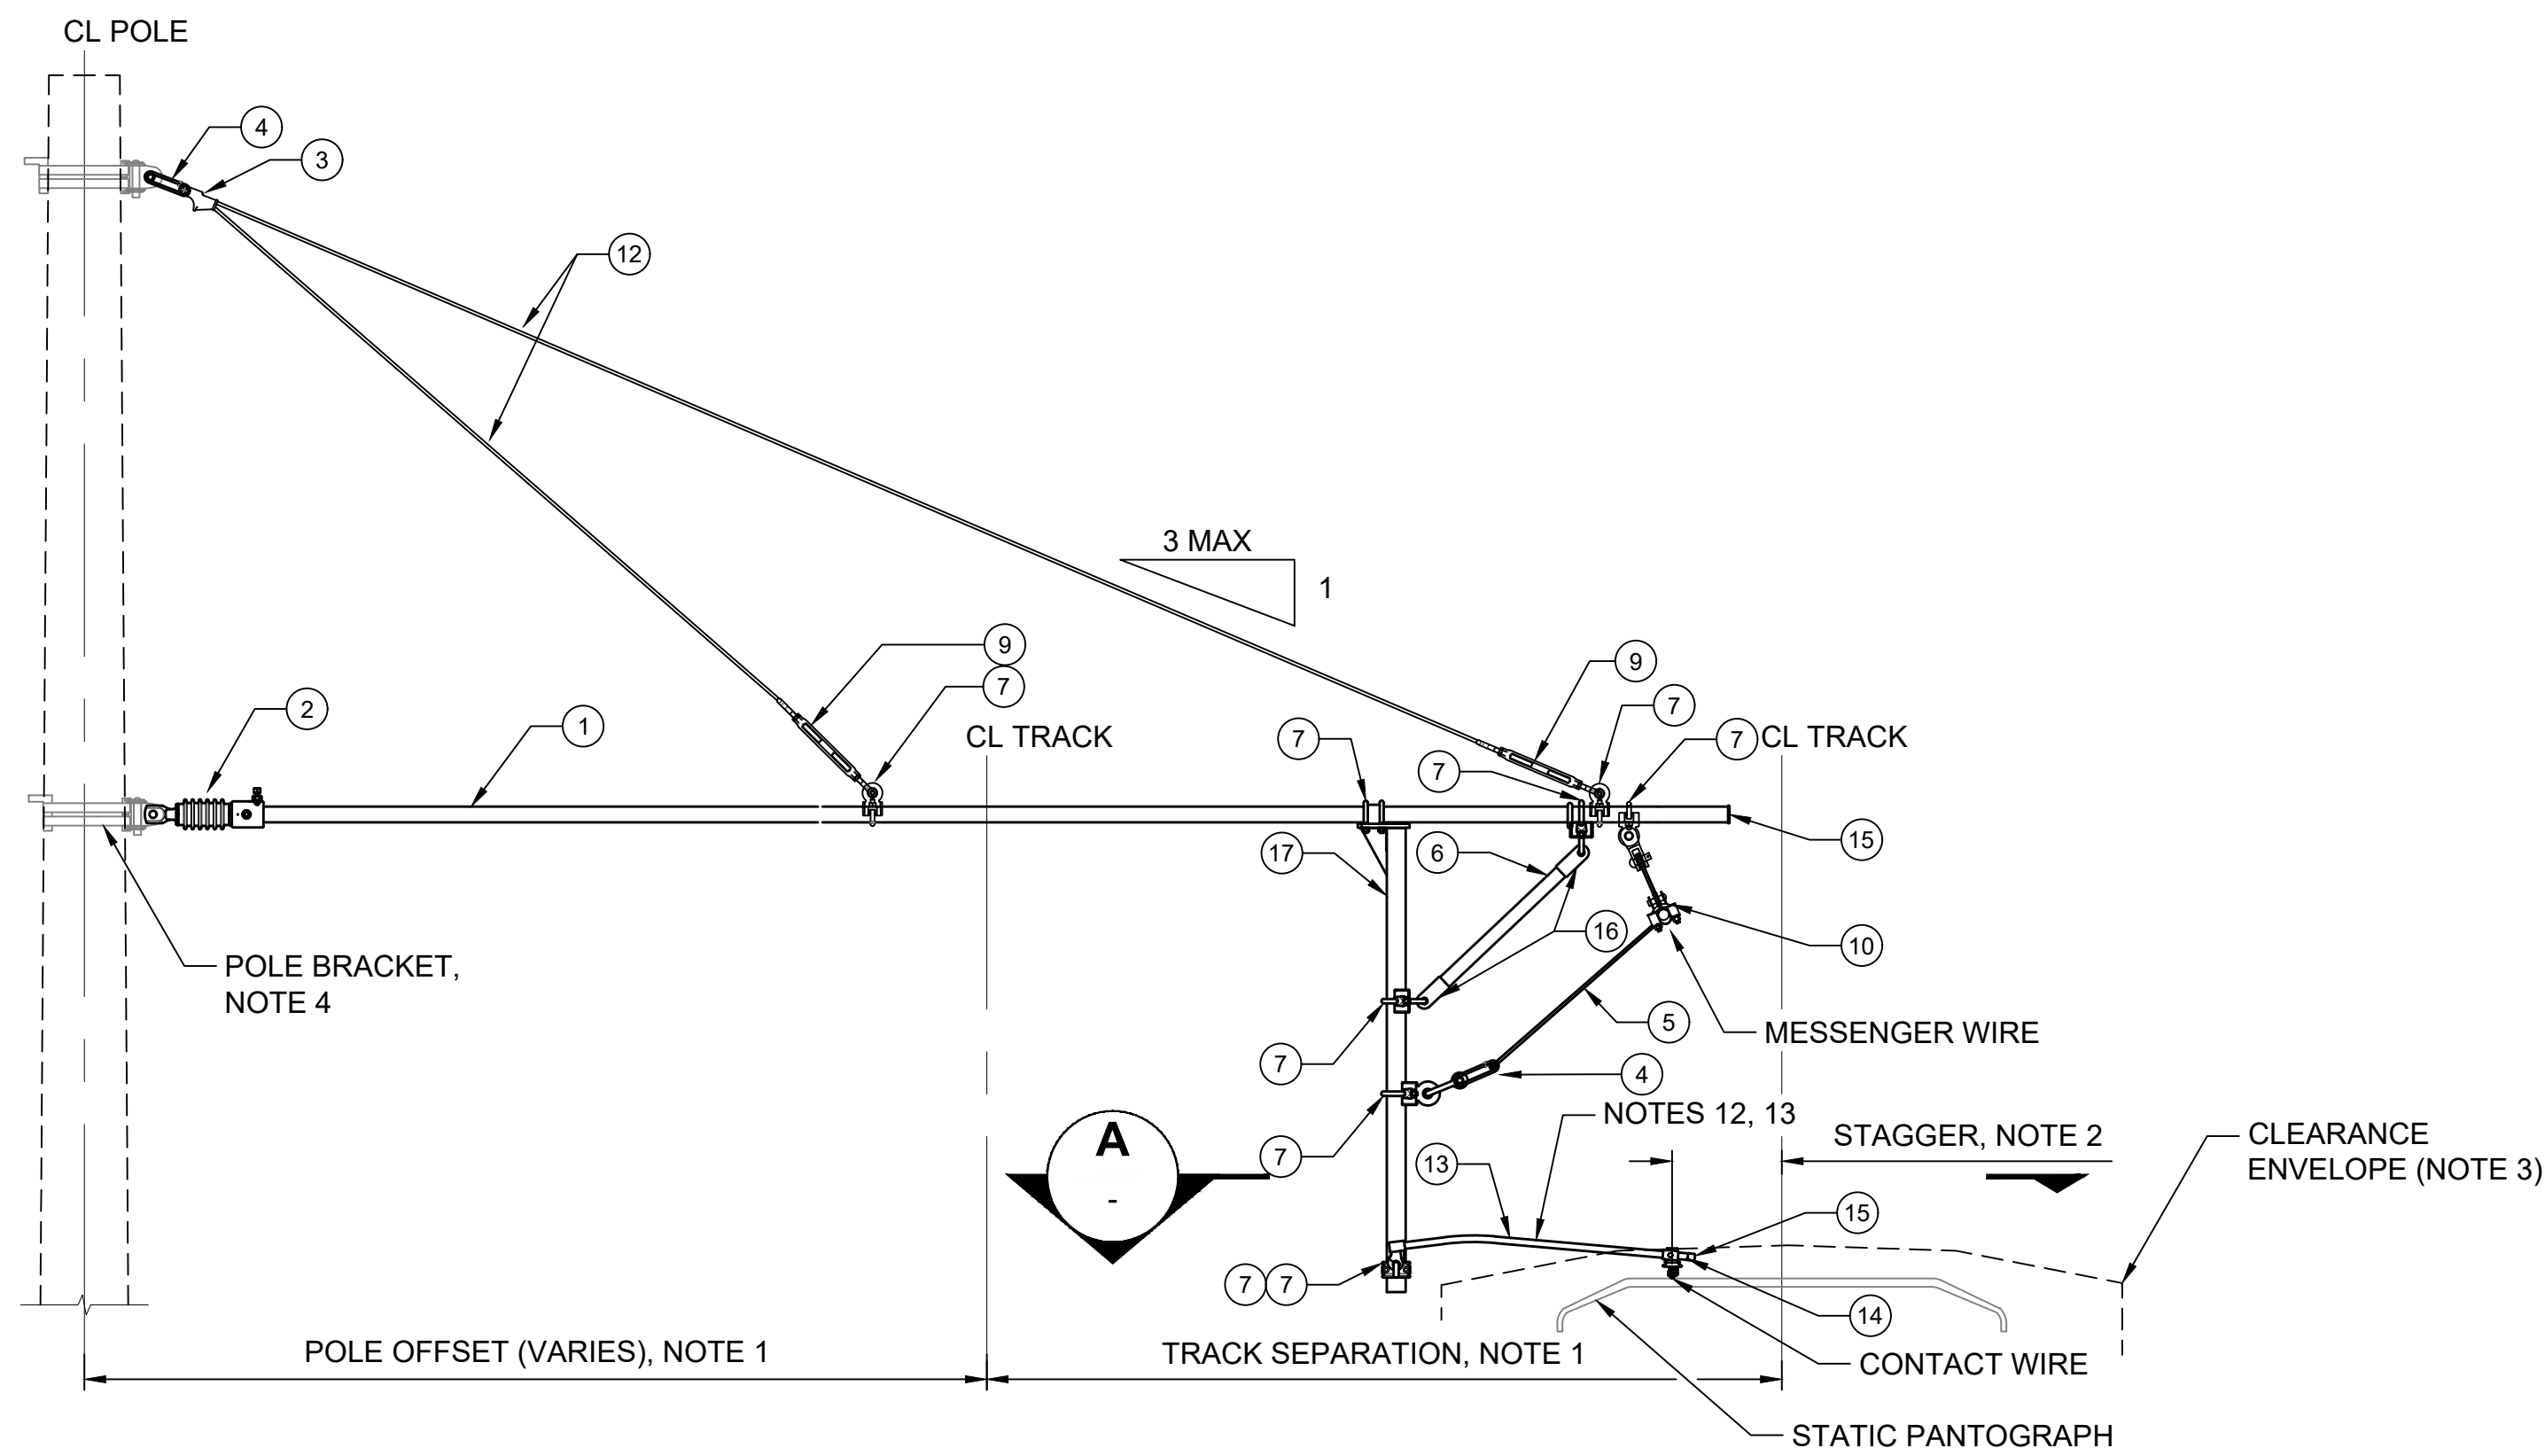 CL POLE
4
3
12
3 MAX
1
9
7
9
7
2
1
CL TRACK
7
7
7
CL TRACK
17
6
15
16
10
POLE BRACKET,
NOTE 4
7
5
MESSENGER WIRE
4
A
-
7
NOTES 12, 13
13
STAGGER, NOTE 2
CLEARANCE
ENVELOPE (NOTE 3)
15
7 7
14
POLE OFFSET (VARIES), NOTE 1
TRACK SEPARATION, NOTE 1
CONTACT WIRE
STATIC PANTOGRAPH